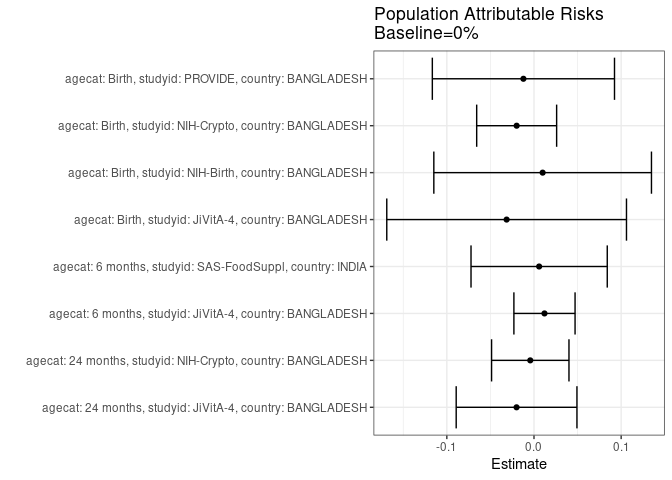 Population Attributable Risks
Baseline=0%
agecat: Birth, studyid: PROVIDE, country: BANGLADESH
agecat: Birth, studyid: NIH-Crypto, country: BANGLADESH
agecat: Birth, studyid: NIH-Birth, country: BANGLADESH
agecat: Birth, studyid: JiVitA-4, country: BANGLADESH
agecat: 6 months, studyid: SAS-FoodSuppl, country: INDIA
agecat: 6 months, studyid: JiVitA-4, country: BANGLADESH
agecat: 24 months, studyid: NIH-Crypto, country: BANGLADESH
agecat: 24 months, studyid: JiVitA-4, country: BANGLADESH
-0.1 0.0 0.1
Estimate